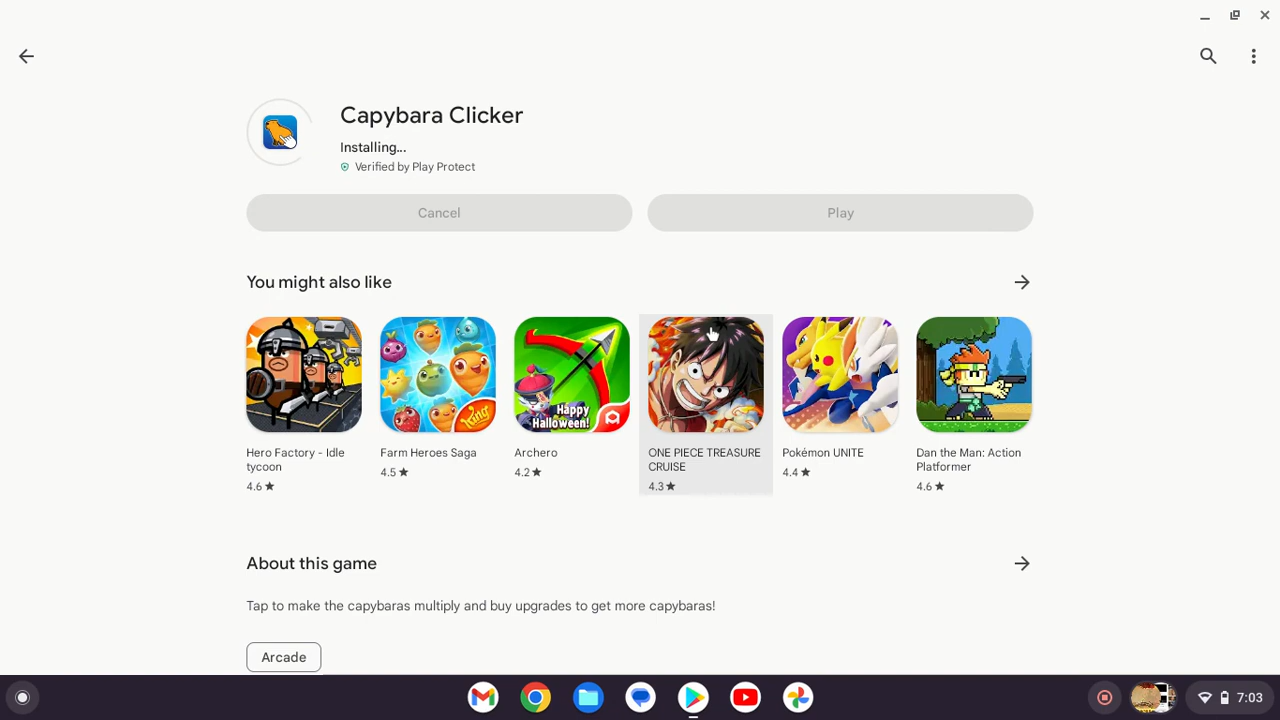 Capybara Clicker
Installing...
Verified by Play Protect
Cancel
Play
You might also like
Happy
Halloween!
King
Hero Factory - Idle
tycoon
4.6 ★
Farm Heroes Saga
4.5 ★
Archero
4.2 ★
ONE PIECE TREASURE
CRUISE
4.3 ★
Pokémon UNITE
4.4 ★
Dan the Man: Action
Platformer
4.6 ★
About this game
Tap to make the capybaras multiply and buy upgrades to get more capybaras!
Arcade
7:03